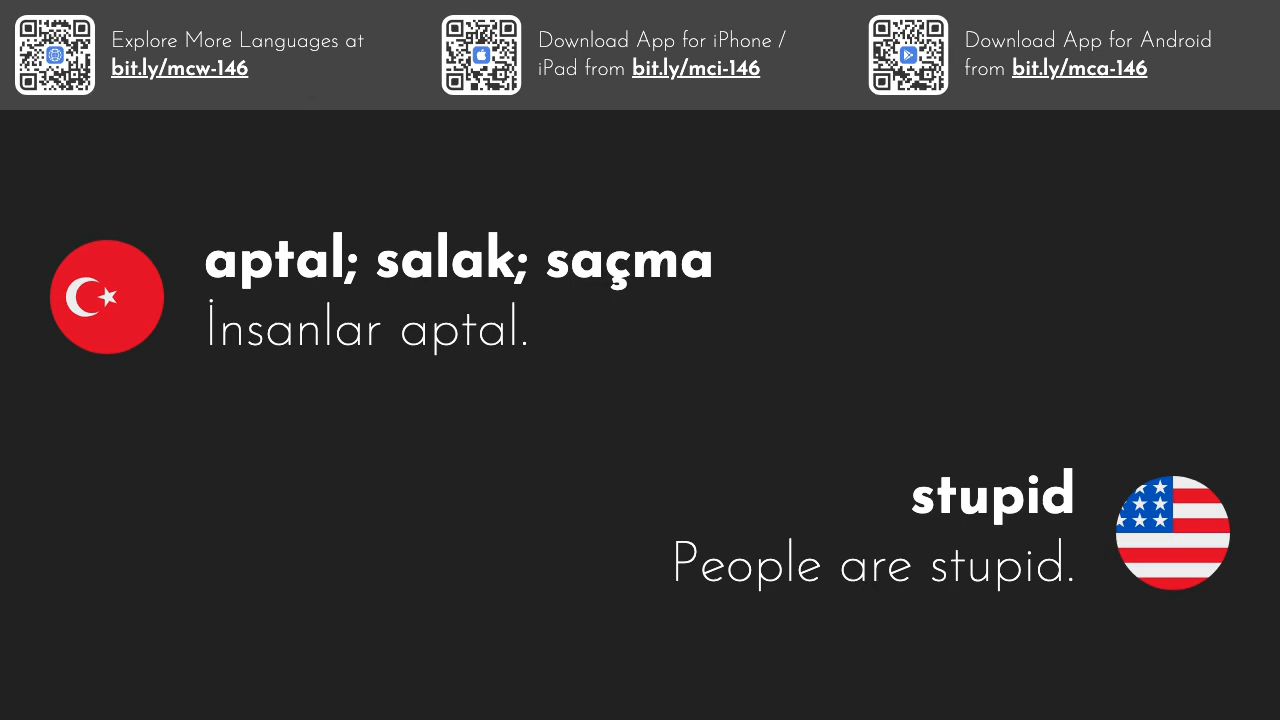 Explore More Languages at
bit.ly/mcw-146
Download App for iPhone /
iPad from bit.ly/mci-146
Download App for Android
from bit.ly/mca-146
aptal; salak; saçma
İnsanlar aptal.
stupid
People are stupid.